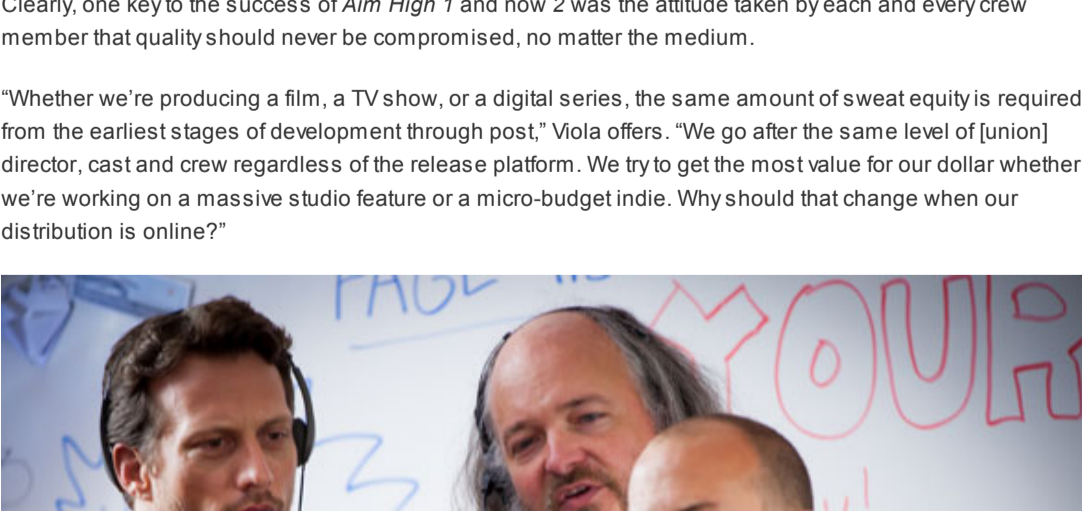 Clearly, one key to the success of Aim High 1 and now 2 was the attitude taken by each and every crew
member that quality should never be compromised, no matter the medium.
“Whether we’re producing a film, a TV show, or a digital series, the same amount of sweat equity is required
from the earliest stages of development through post,” Viola offers. “We go after the same level of [union]
director, cast and crew regardless of the release platform. We try to get the most value for our dollar whether
we’re working on a massive studio feature or a micro-budget indie. Why should that change when our
distribution is online?”
PAGE
YOUR